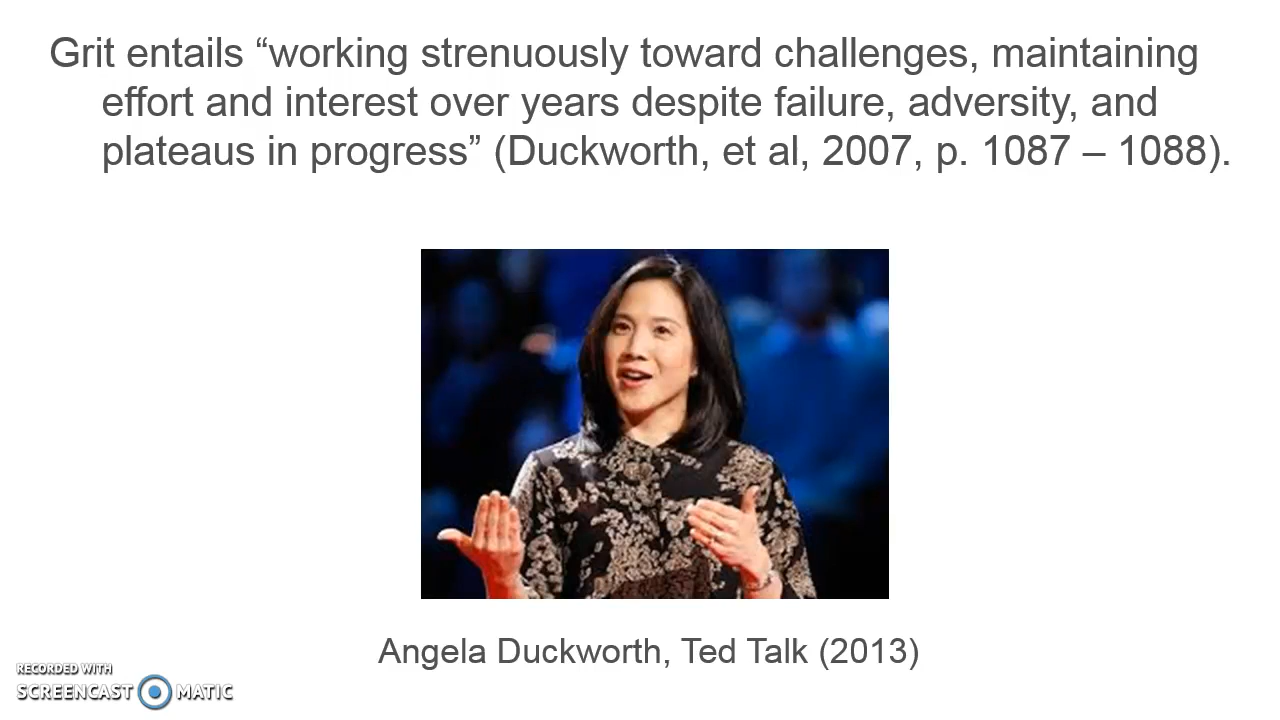 Grit entails “working strenuously toward challenges, maintaining
effort and interest over years despite failure, adversity, and
plateaus in progress” (Duckworth, et al, 2007, p. 1087 – 1088).
Angela Duckworth, Ted Talk (2013)
RECORDED WITH
SCREENCAST MATIC